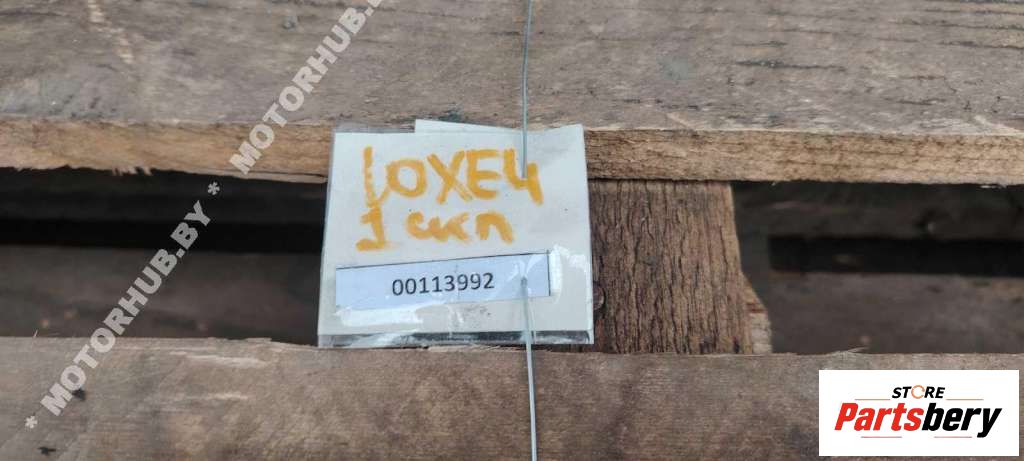 * MOTORHUB.BY * MOTORHUB.BY *
LOXE4
1 скп
00113992
STORE
Partsbery